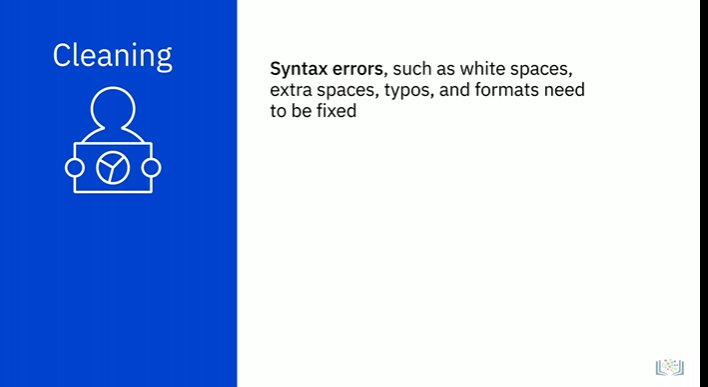 Cleaning
Syntax errors, such as white spaces,
extra spaces, typos, and formats need
to be fixed